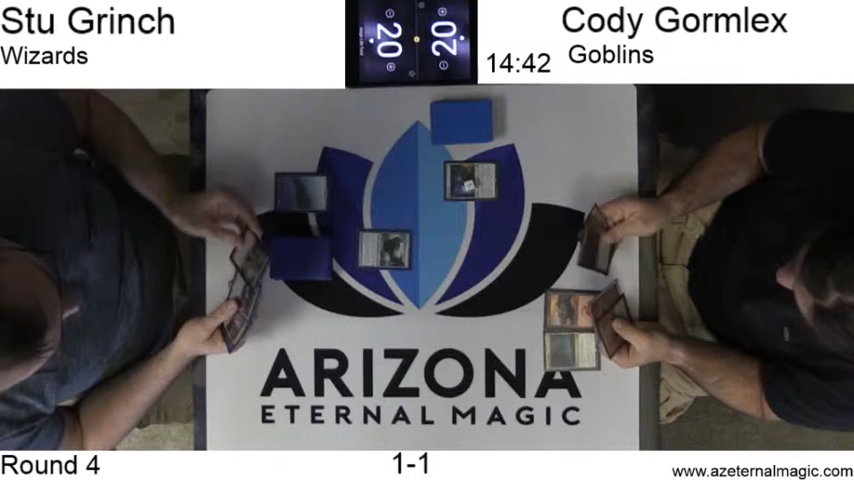 Stu Grinch
Wizards
20
20
14:42
Cody Gormlex
Goblins
ARIZONA
ETERNAL MAGIC
Round 4
1-1
www.azeternalmagic.com